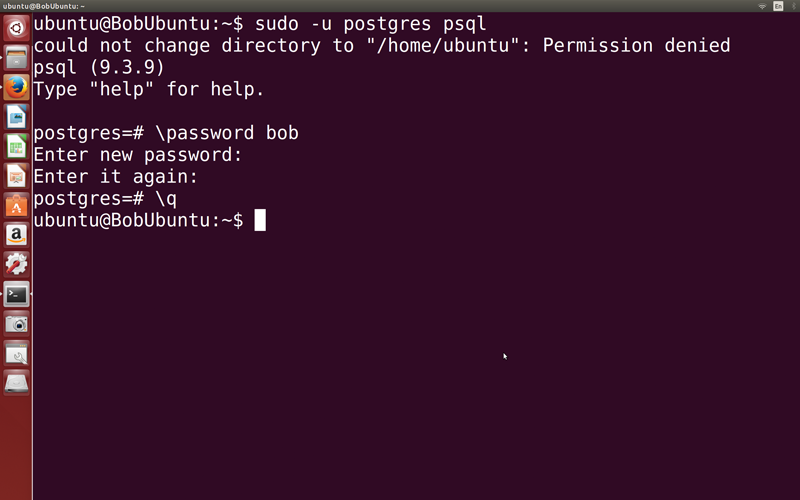 ubuntu@BobUbuntu: ~
En
ubuntu@BobUbuntu:~$ sudo -u postgres psql
could not change directory to "/home/ubuntu": Permission denied
psql (9.3.9)
Type "help" for help.
postgres=# \password bob
Enter new password:
Enter it again:
postgres=# \q
ubuntu@BobUbuntu:~$
a